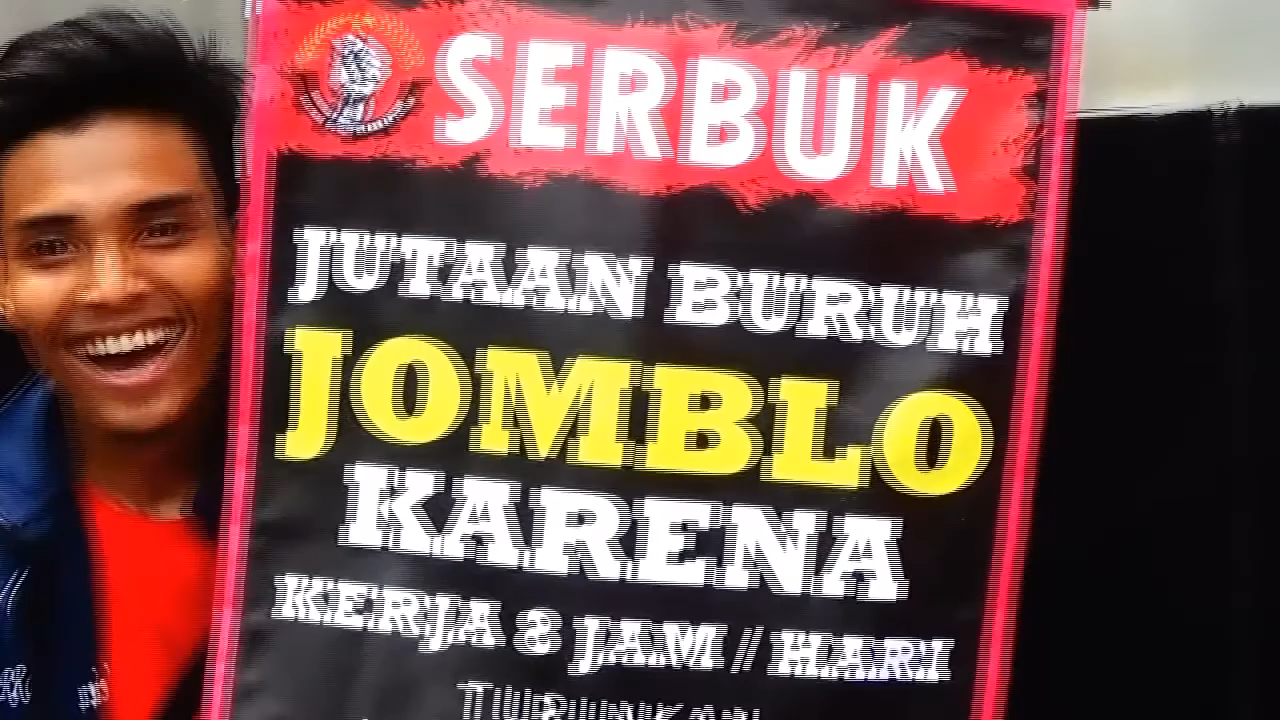 SERBUK
JUTAAN BURUH
JOMBLO
KARENA
KERJA 8 JAM // HARI